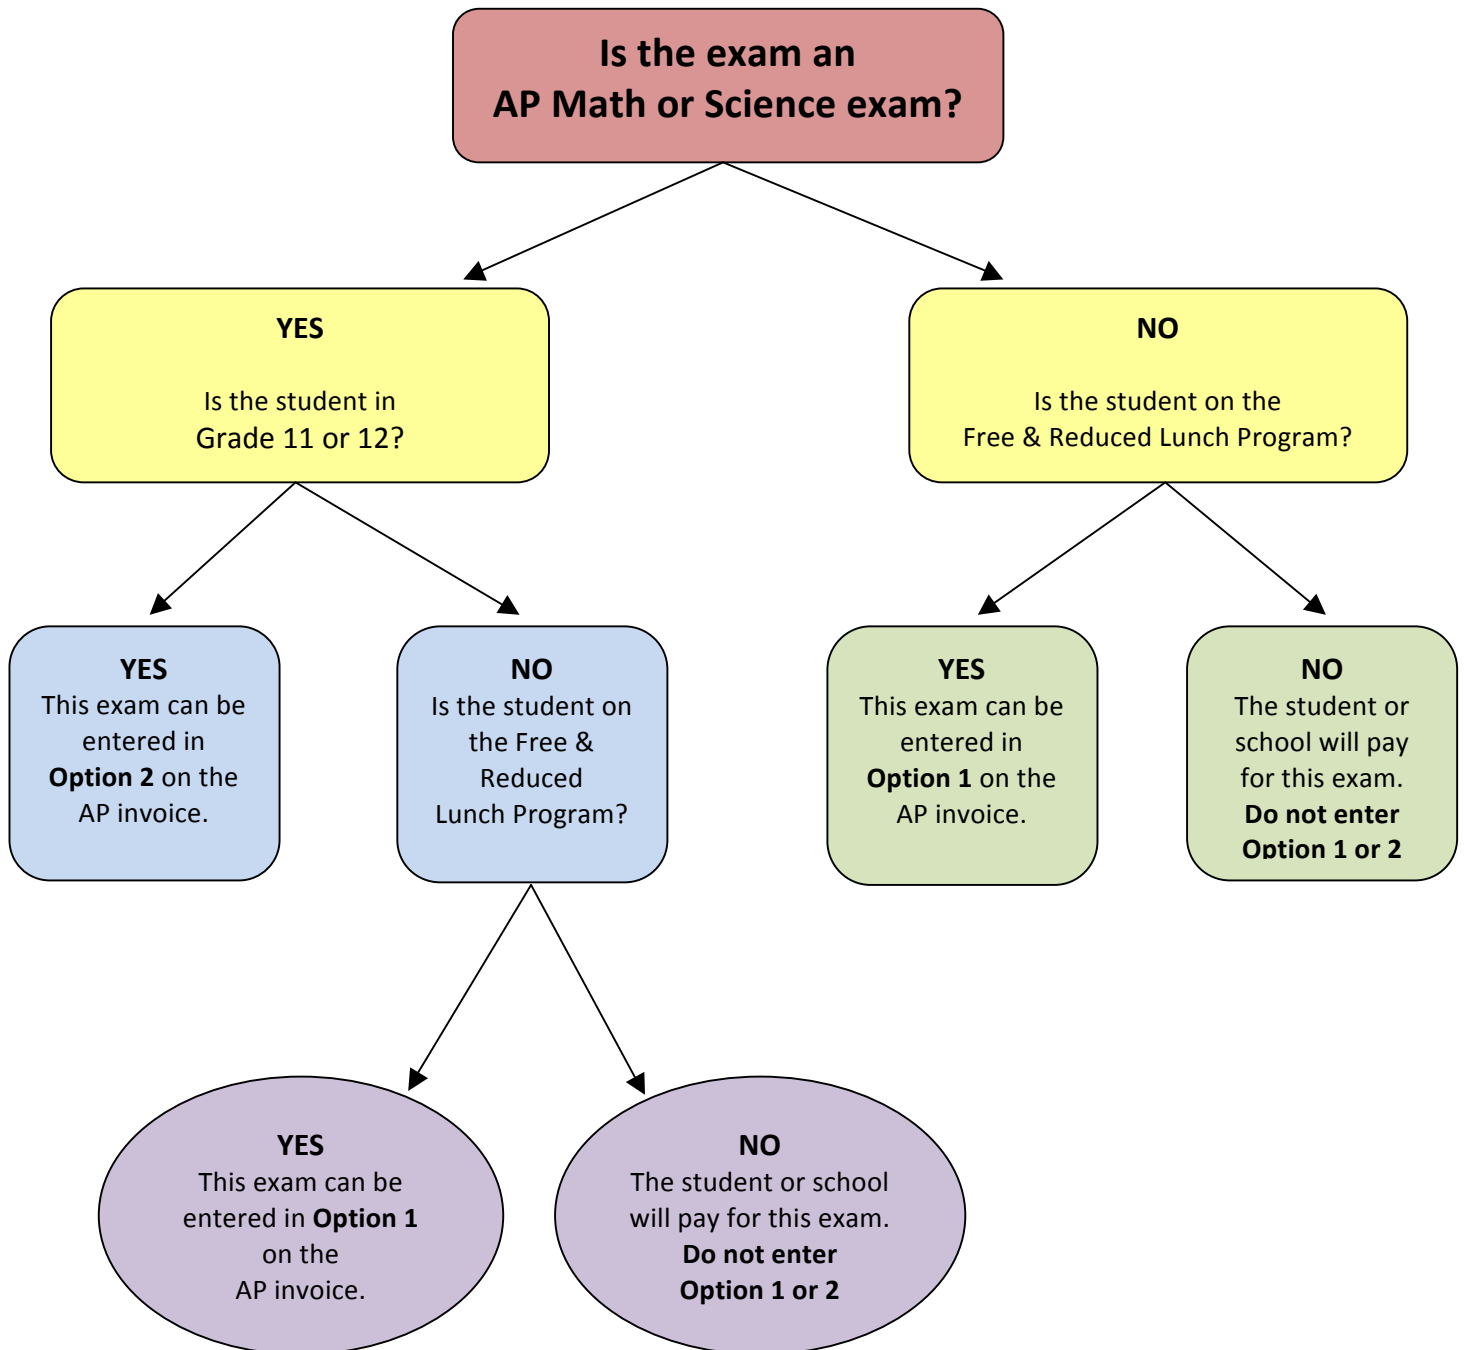 Is the exam an
AP Math or Science exam?
YES
Is the student in
Grade 11 or 12?
NO
Is the student on the
Free & Reduced Lunch Program?
YES
This exam can be
entered in
Option 2 on the
AP invoice.
NO
Is the student on
the Free &
Reduced
Lunch Program?
YES
This exam can be
entered in
Option 1 on the
AP invoice.
NO
The student or
school will pay
for this exam.
Do not enter
Option 1 or 2
YES
This exam can be
entered in Option 1
on the
AP invoice.
NO
The student or school
will pay for this exam.
Do not enter
Option 1 or 2